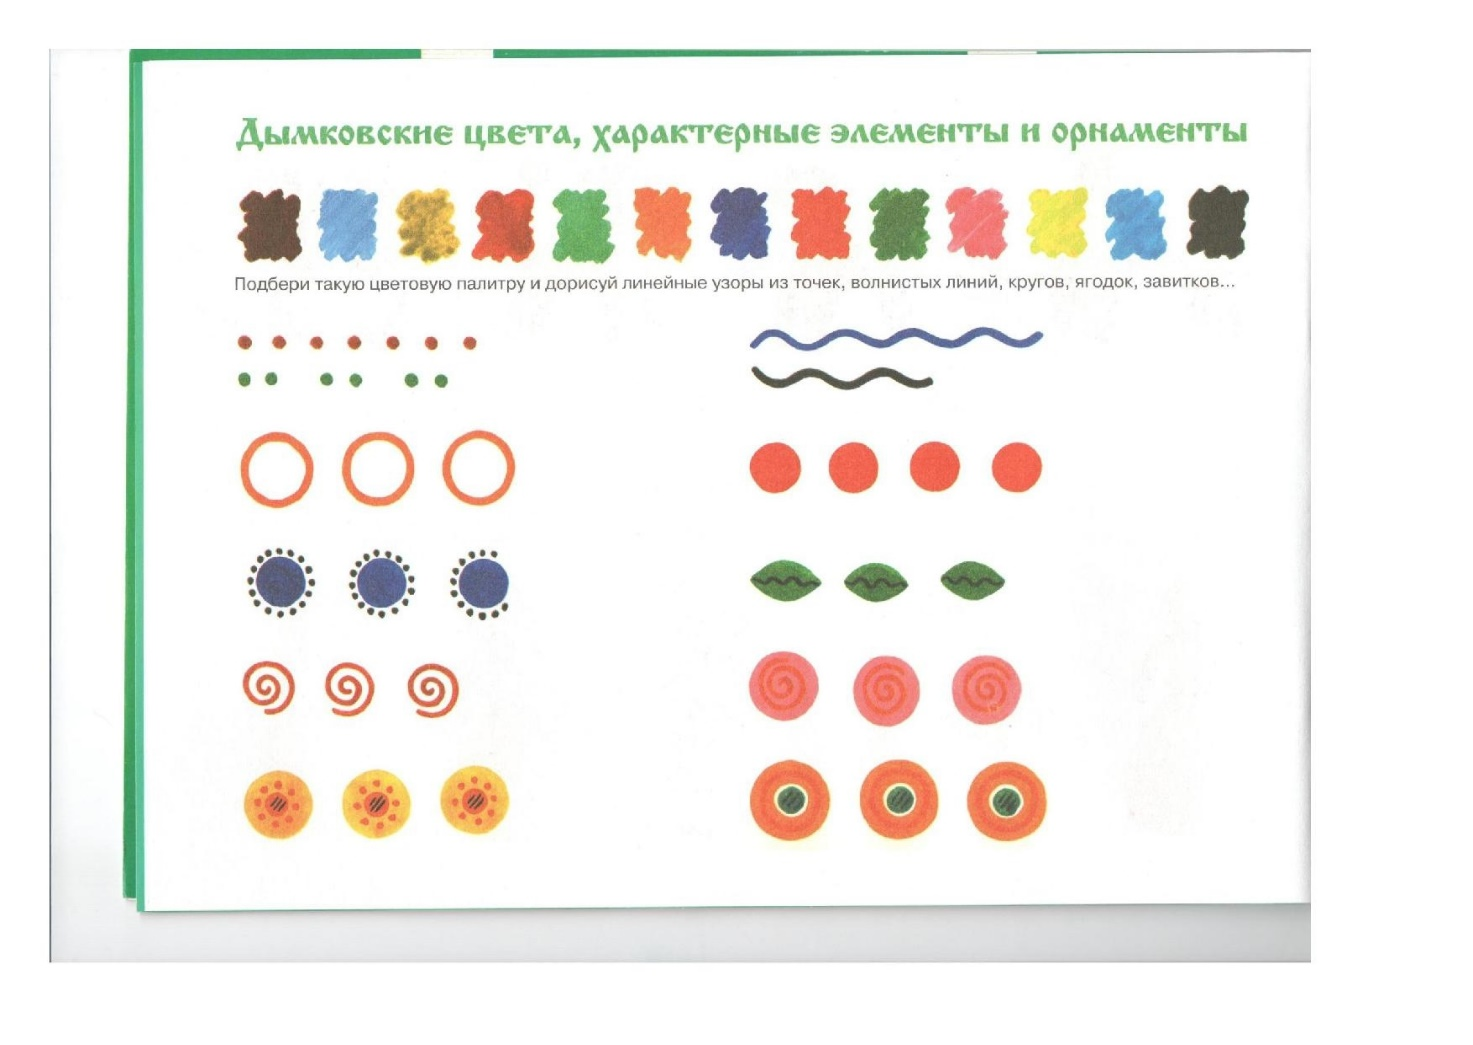 Дымковские цвета, характерные элементы и орнаменты
Подбери такую цветовую палитру и дорисуй линейные узоры из точек, волнистых линий, кругов, ягодок, завитков...